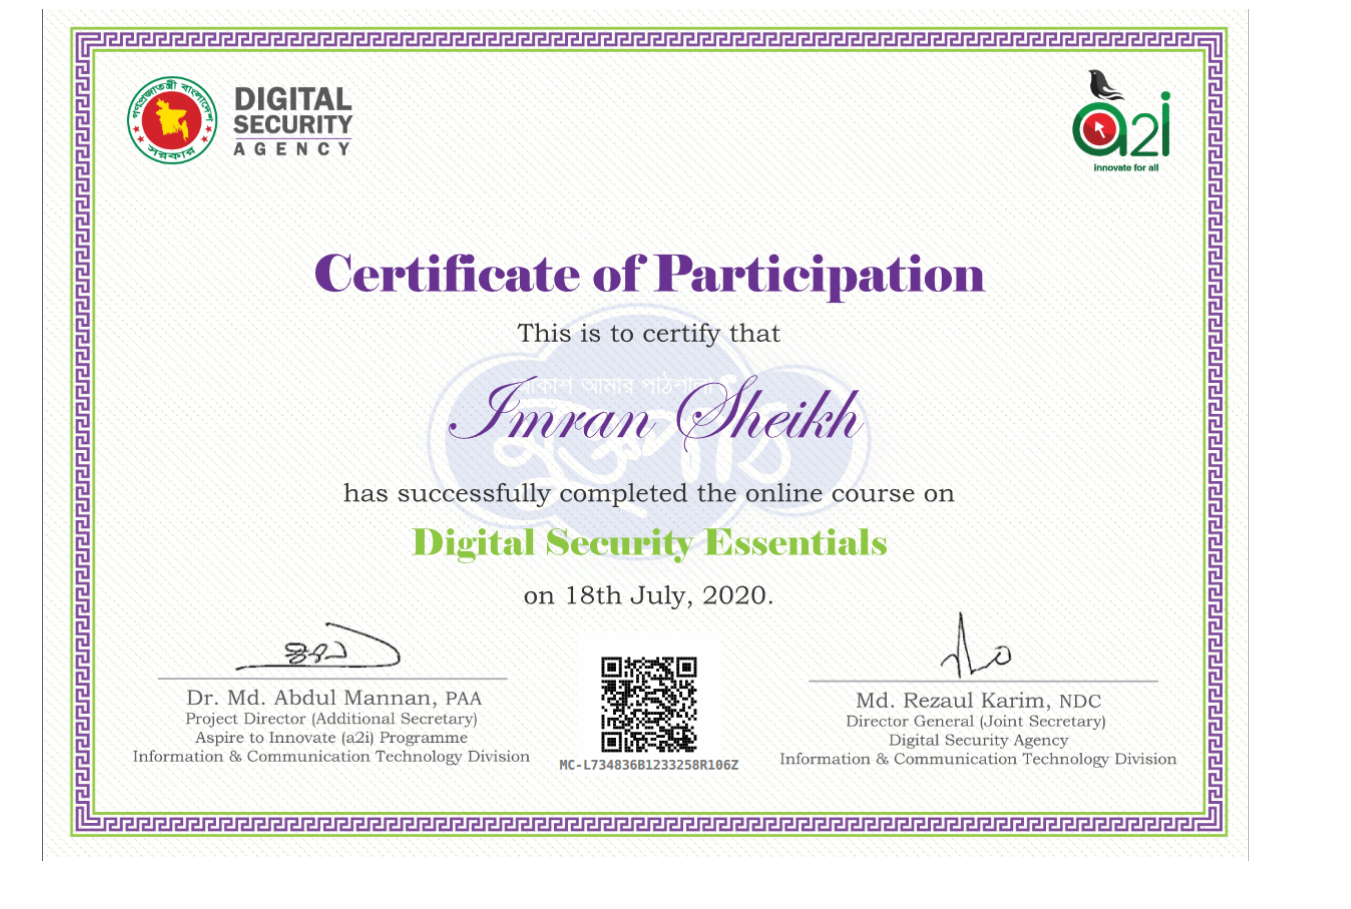 গণপ্রজাতন্ত্রী বাংলাদেশ
সরকার
DIGITAL
SECURITY
AGENCY
a2i
innovate for all
Certificate of Participation
This is to certify that
আমার পাঠশালা
মুক্তপাঠ
Imran Sheikh
has successfully completed the online course on
Digital Security Essentials
on 18th July, 2020.
Dr. Md. Abdul Mannan, PAA
Project Director (Additional Secretary)
Aspire to Innovate (a2i) Programme
Information & Communication Technology Division
MC-L734836B1233258R106Z
Md. Rezaul Karim, NDC
Director General (Joint Secretary)
Digital Security Agency
Information & Communication Technology Division